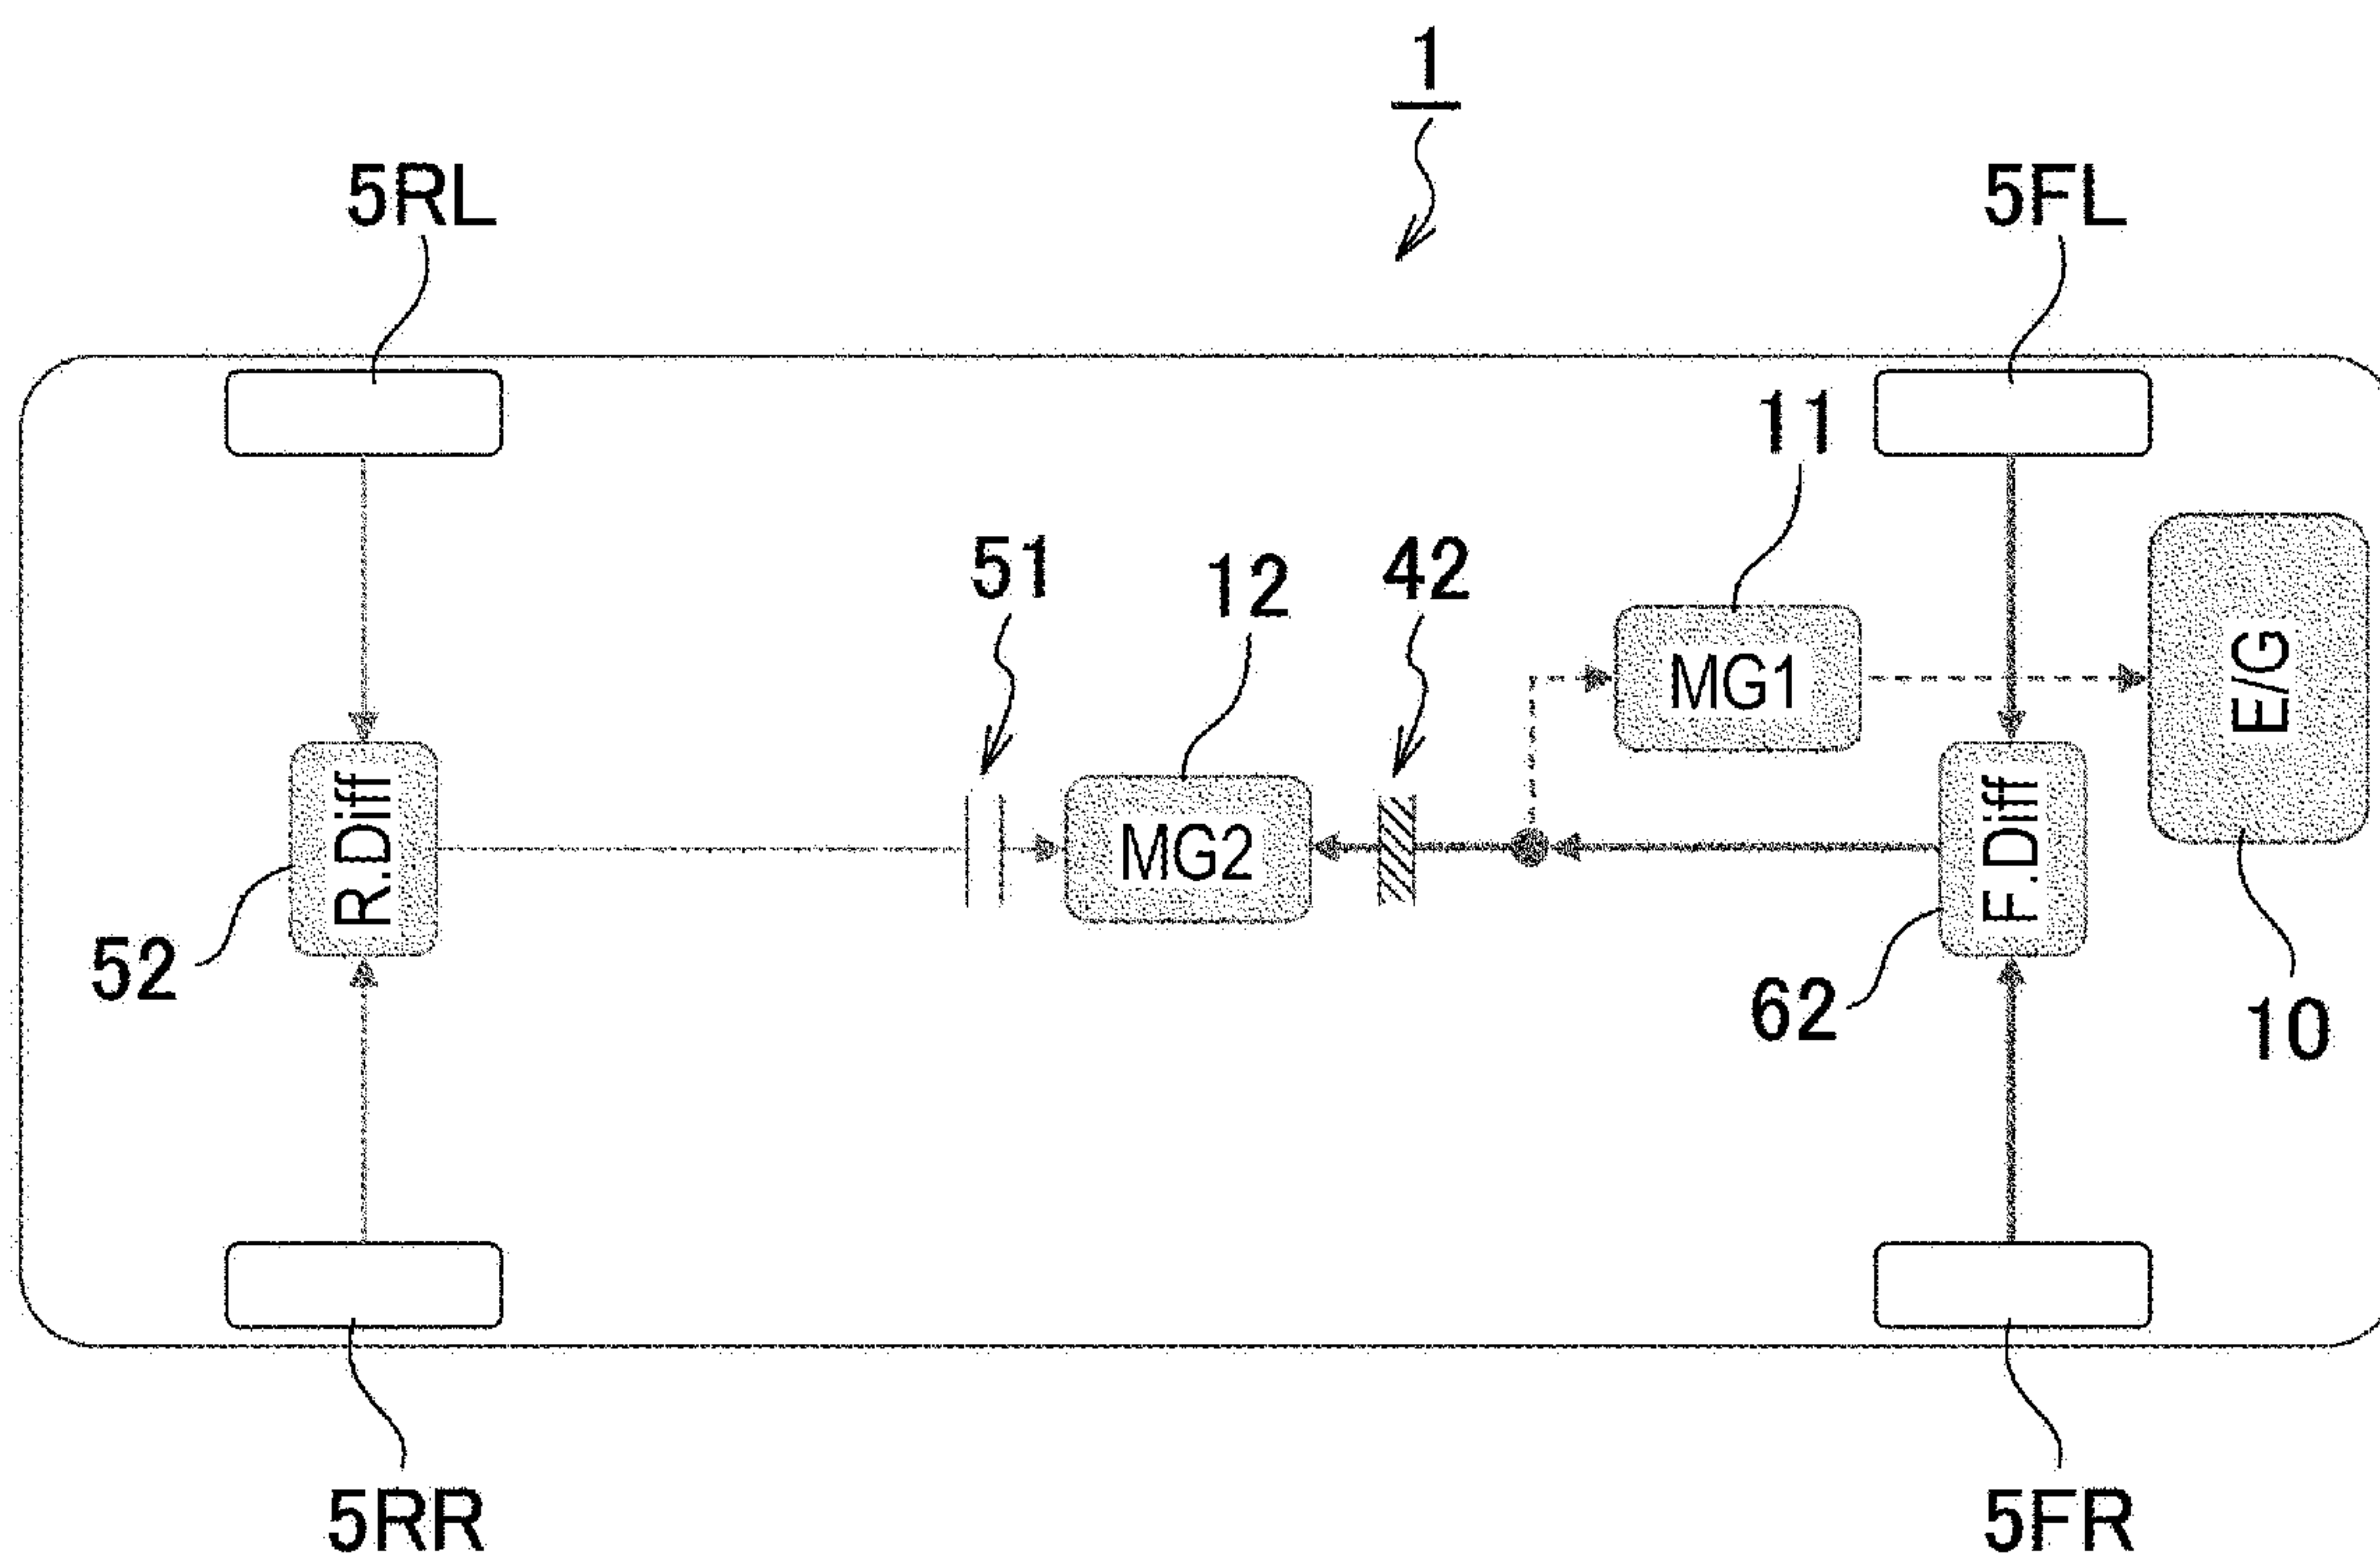 1
5RL
5FL
11
51
12
42
MG1
E/G
R.Diff
MG2
F.Diff
52
62
10
5RR
5FR